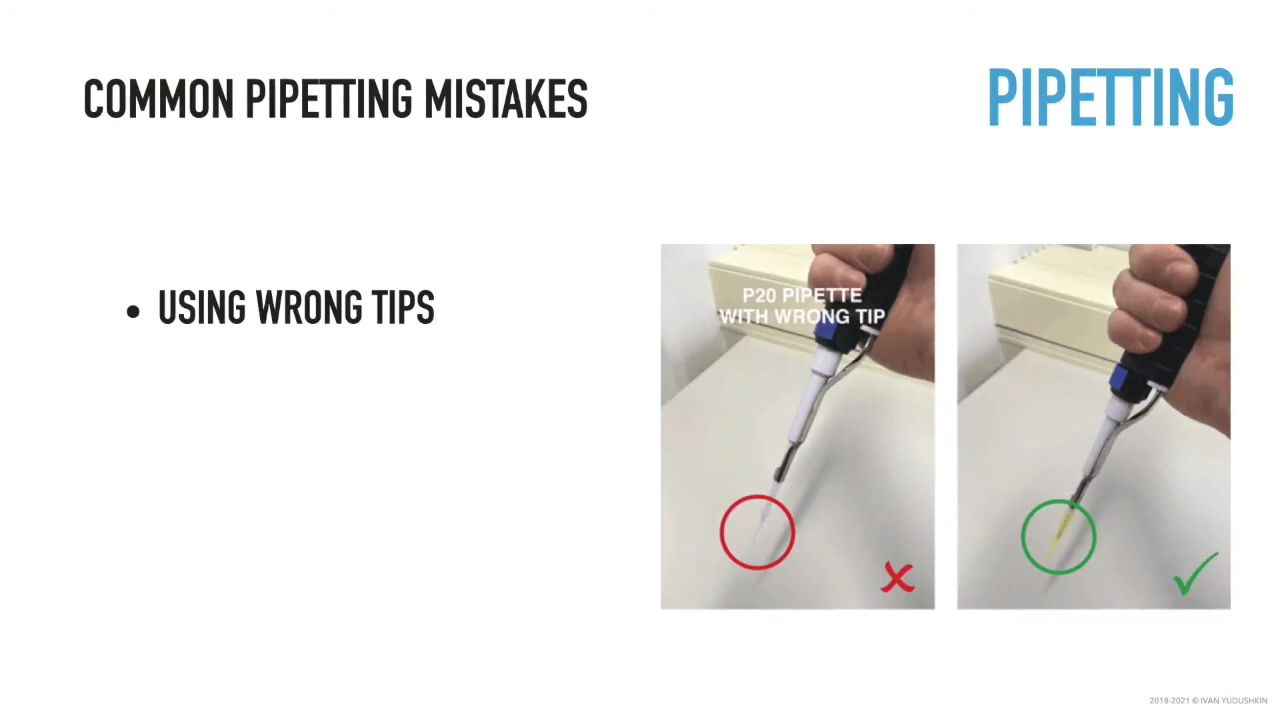 COMMON PIPETTING MISTAKES
PIPETTING
• USING WRONG TIPS
P20 PIPETTE
WITH WRONG TIP
2018-2021 © IVAN YUDUSHKIN